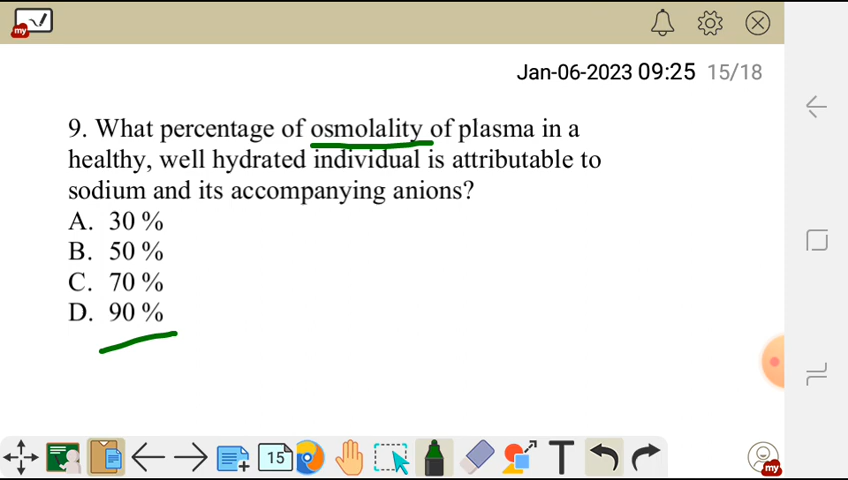 my
Jan-06-2023 09:25 15/18
9. What percentage of osmolality of plasma in a
healthy, well hydrated individual is attributable to
sodium and its accompanying anions?
A. 30 %
B. 50 %
C. 70 %
D. 90 %
15
T
my